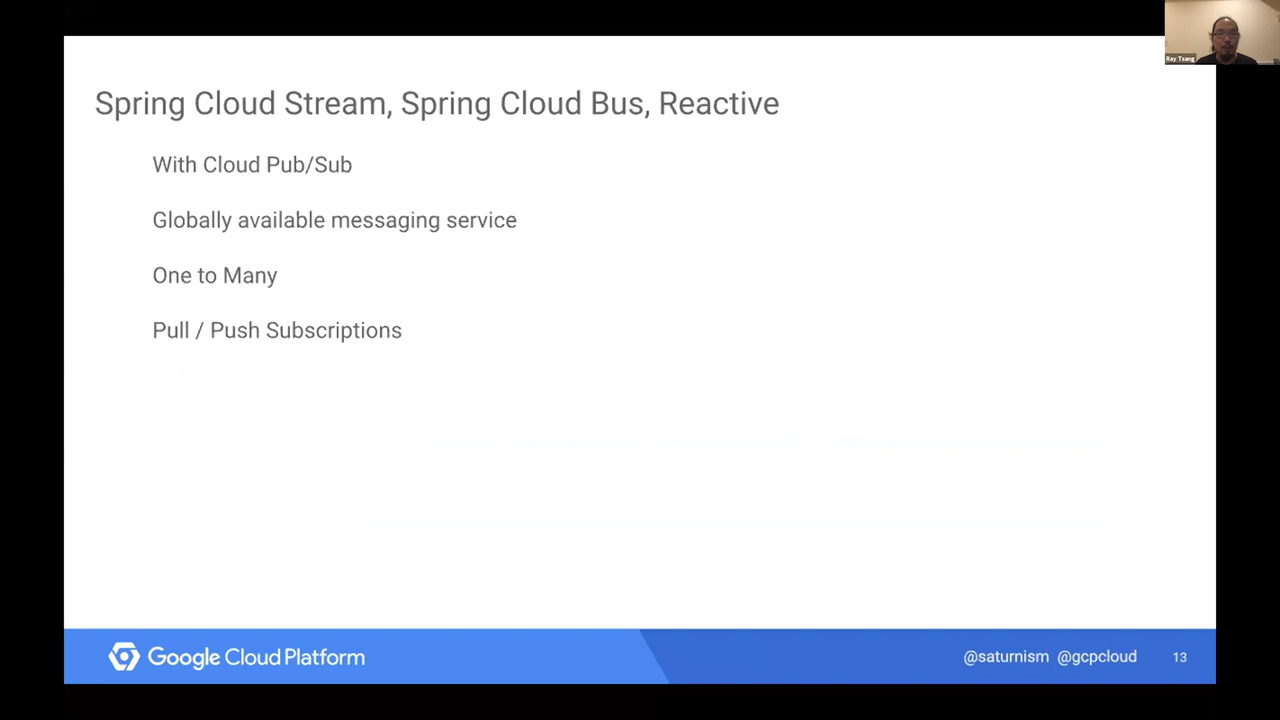 Ray Tsang
Spring Cloud Stream, Spring Cloud Bus, Reactive
With Cloud Pub/Sub
Globally available messaging service
One to Many
Pull / Push Subscriptions
Google Cloud Platform
@saturnism @gcpcloud
13